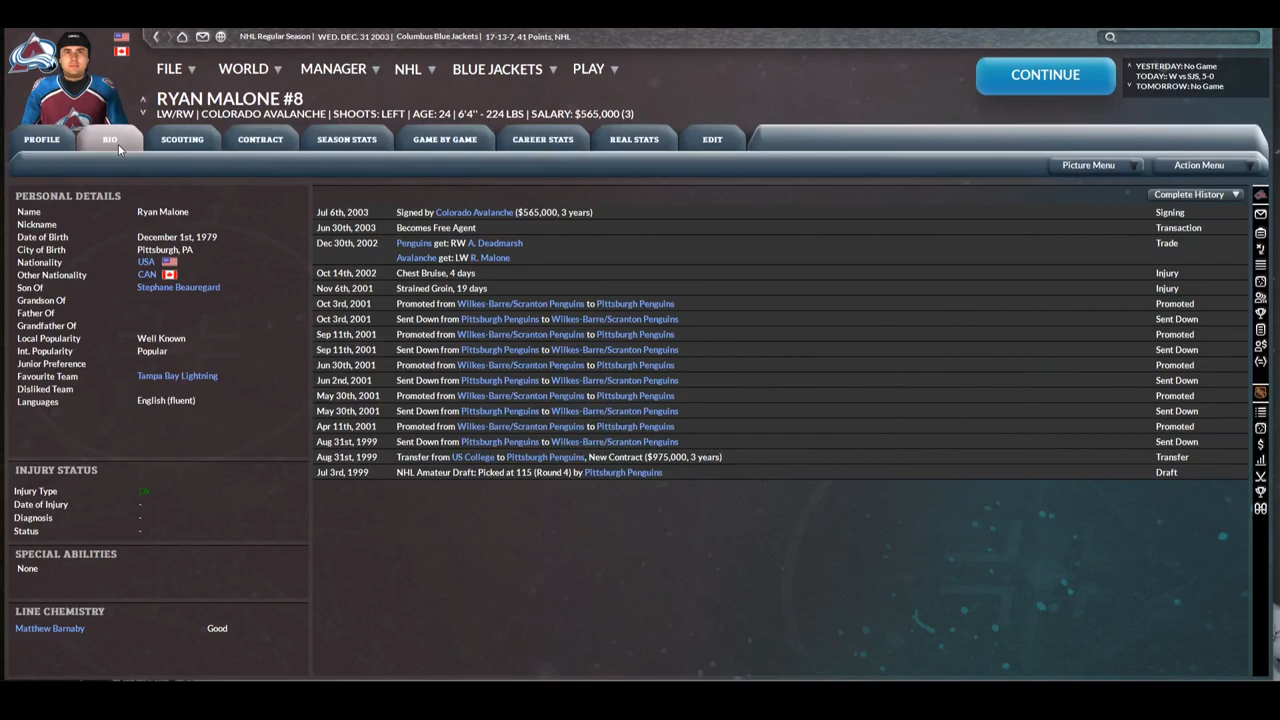 NHL Regular Season | WED. DEC. 31 2003 | Columbus Blue Jackets | 17-13-7, 41 Points, NHL
FILE WORLD MANAGER NHL BLUE JACKETS PLAY
CONTINUE
YESTERDAY: No Game
TODAY:: W vs SJS, 5-0
TOMORROW: No Game
RYAN MALONE #8
LW/RW | COLORADO AVALANCHE | SHOOTS: LEFT | AGE: 24 | 6'4" - 224 LBS | SALARY: $565,000 (3)
PROFILE BIO SCOUTING CONTRACT SEASON STATS GAME BY GAME CAREER STATS REAL STATS EDIT
Picture Menu Action Menu
PERSONAL DETAILS
Name Ryan Malone
Nickname
Date of Birth December 1st, 1979
City of Birth Pittsburgh, PA
Nationality USA
Other Nationality CAN
Son Of Stephane Beauregard
Grandson Of
Father Of
Grandfather Of
Local Popularity Well Known
Int. Popularity Popular
Junior Preference
Favourite Team Tampa Bay Lightning
Disliked Team
Languages English (fluent)
INJURY STATUS
Injury Type Ok
Date of Injury -
Diagnosis -
Status -
SPECIAL ABILITIES
None
LINE CHEMISTRY
Matthew Barnaby Good
Complete History
Jul 6th, 2003 Signed by Colorado Avalanche ($565,000, 3 years) Signing
Jun 30th, 2003 Becomes Free Agent Transaction
Dec 30th, 2002 Penguins get: RW A. Deadmarsh Trade
Avalanche get: LW R. Malone
Oct 14th, 2002 Chest Bruise, 4 days Injury
Nov 6th, 2001 Strained Groin, 19 days Injury
Oct 3rd, 2001 Promoted from Wilkes-Barre/Scranton Penguins to Pittsburgh Penguins Promoted
Oct 3rd, 2001 Sent Down from Pittsburgh Penguins to Wilkes-Barre/Scranton Penguins Sent Down
Sep 11th, 2001 Promoted from Wilkes-Barre/Scranton Penguins to Pittsburgh Penguins Promoted
Sep 11th, 2001 Sent Down from Pittsburgh Penguins to Wilkes-Barre/Scranton Penguins Sent Down
Jun 30th, 2001 Promoted from Wilkes-Barre/Scranton Penguins to Pittsburgh Penguins Promoted
Jun 2nd, 2001 Sent Down from Pittsburgh Penguins to Wilkes-Barre/Scranton Penguins Sent Down
May 30th, 2001 Promoted from Wilkes-Barre/Scranton Penguins to Pittsburgh Penguins Promoted
May 30th, 2001 Sent Down from Pittsburgh Penguins to Wilkes-Barre/Scranton Penguins Sent Down
Apr 11th, 2001 Promoted from Wilkes-Barre/Scranton Penguins to Pittsburgh Penguins Promoted
Aug 31st, 1999 Sent Down from Pittsburgh Penguins to Wilkes-Barre/Scranton Penguins Sent Down
Aug 31st, 1999 Transfer from US College to Pittsburgh Penguins, New Contract ($975,000, 3 years) Transfer
Jul 3rd, 1999 NHL Amateur Draft: Picked at 115 (Round 4) by Pittsburgh Penguins Draft